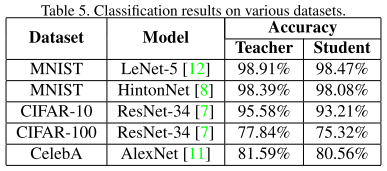 Table 5. Classification results on various datasets.
Dataset Model Accuracy
Teacher Student
MNIST LeNet-5 [12] 98.91% 98.47%
MNIST HintonNet [8] 98.39% 98.08%
CIFAR-10 ResNet-34 [7] 95.58% 93.21%
CIFAR-100 ResNet-34 [7] 77.84% 75.32%
CelebA AlexNet [11] 81.59% 80.56%